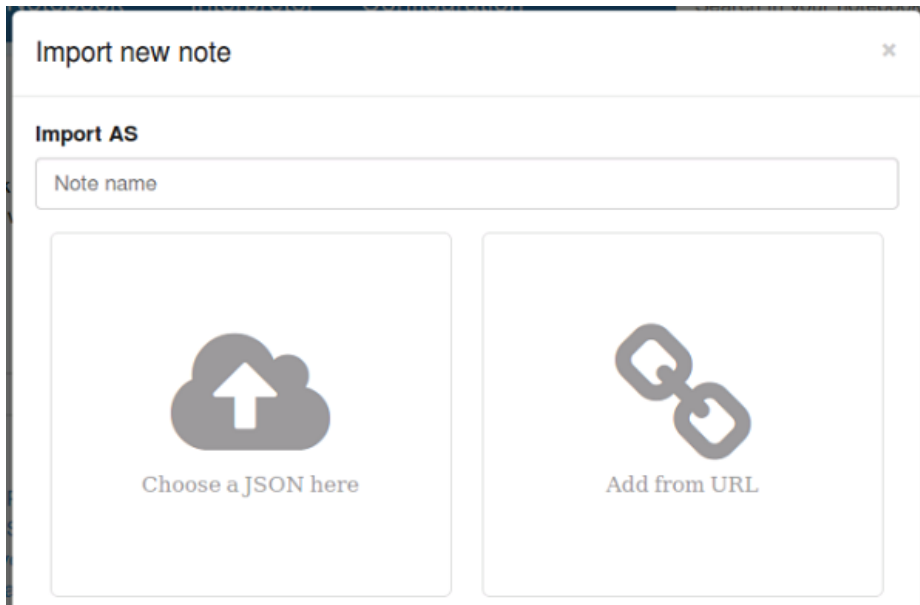 Import new note
×
Import AS
Note name
Choose a JSON here
Add from URL